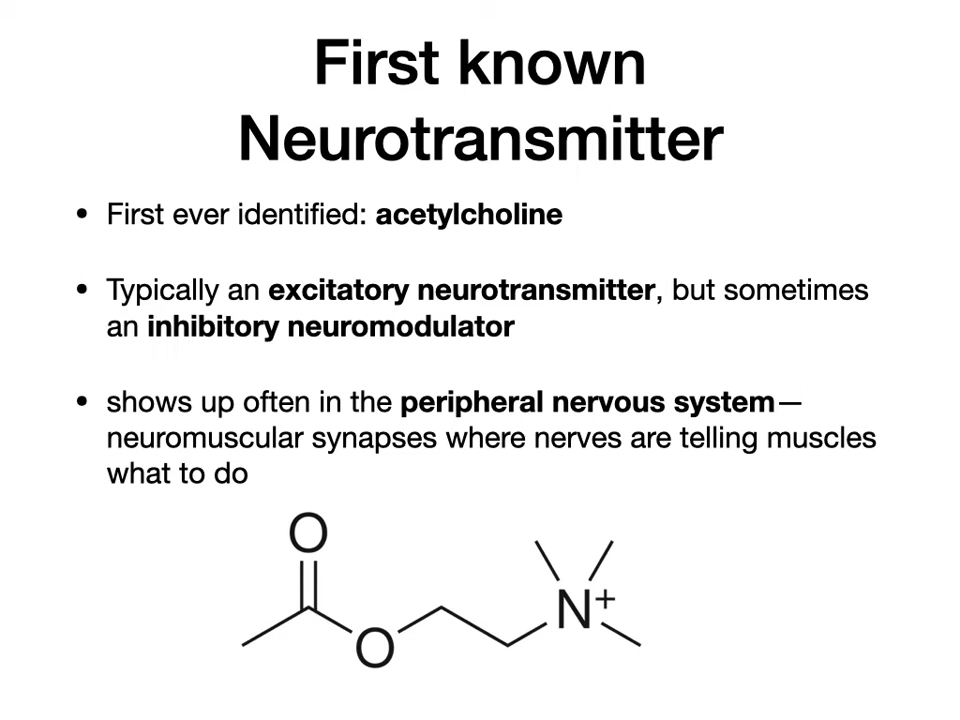 First known
Neurotransmitter
• First ever identified: acetylcholine
• Typically an excitatory neurotransmitter, but sometimes
an inhibitory neuromodulator
• shows up often in the peripheral nervous system—
neuromuscular synapses where nerves are telling muscles
what to do
O
O
N+